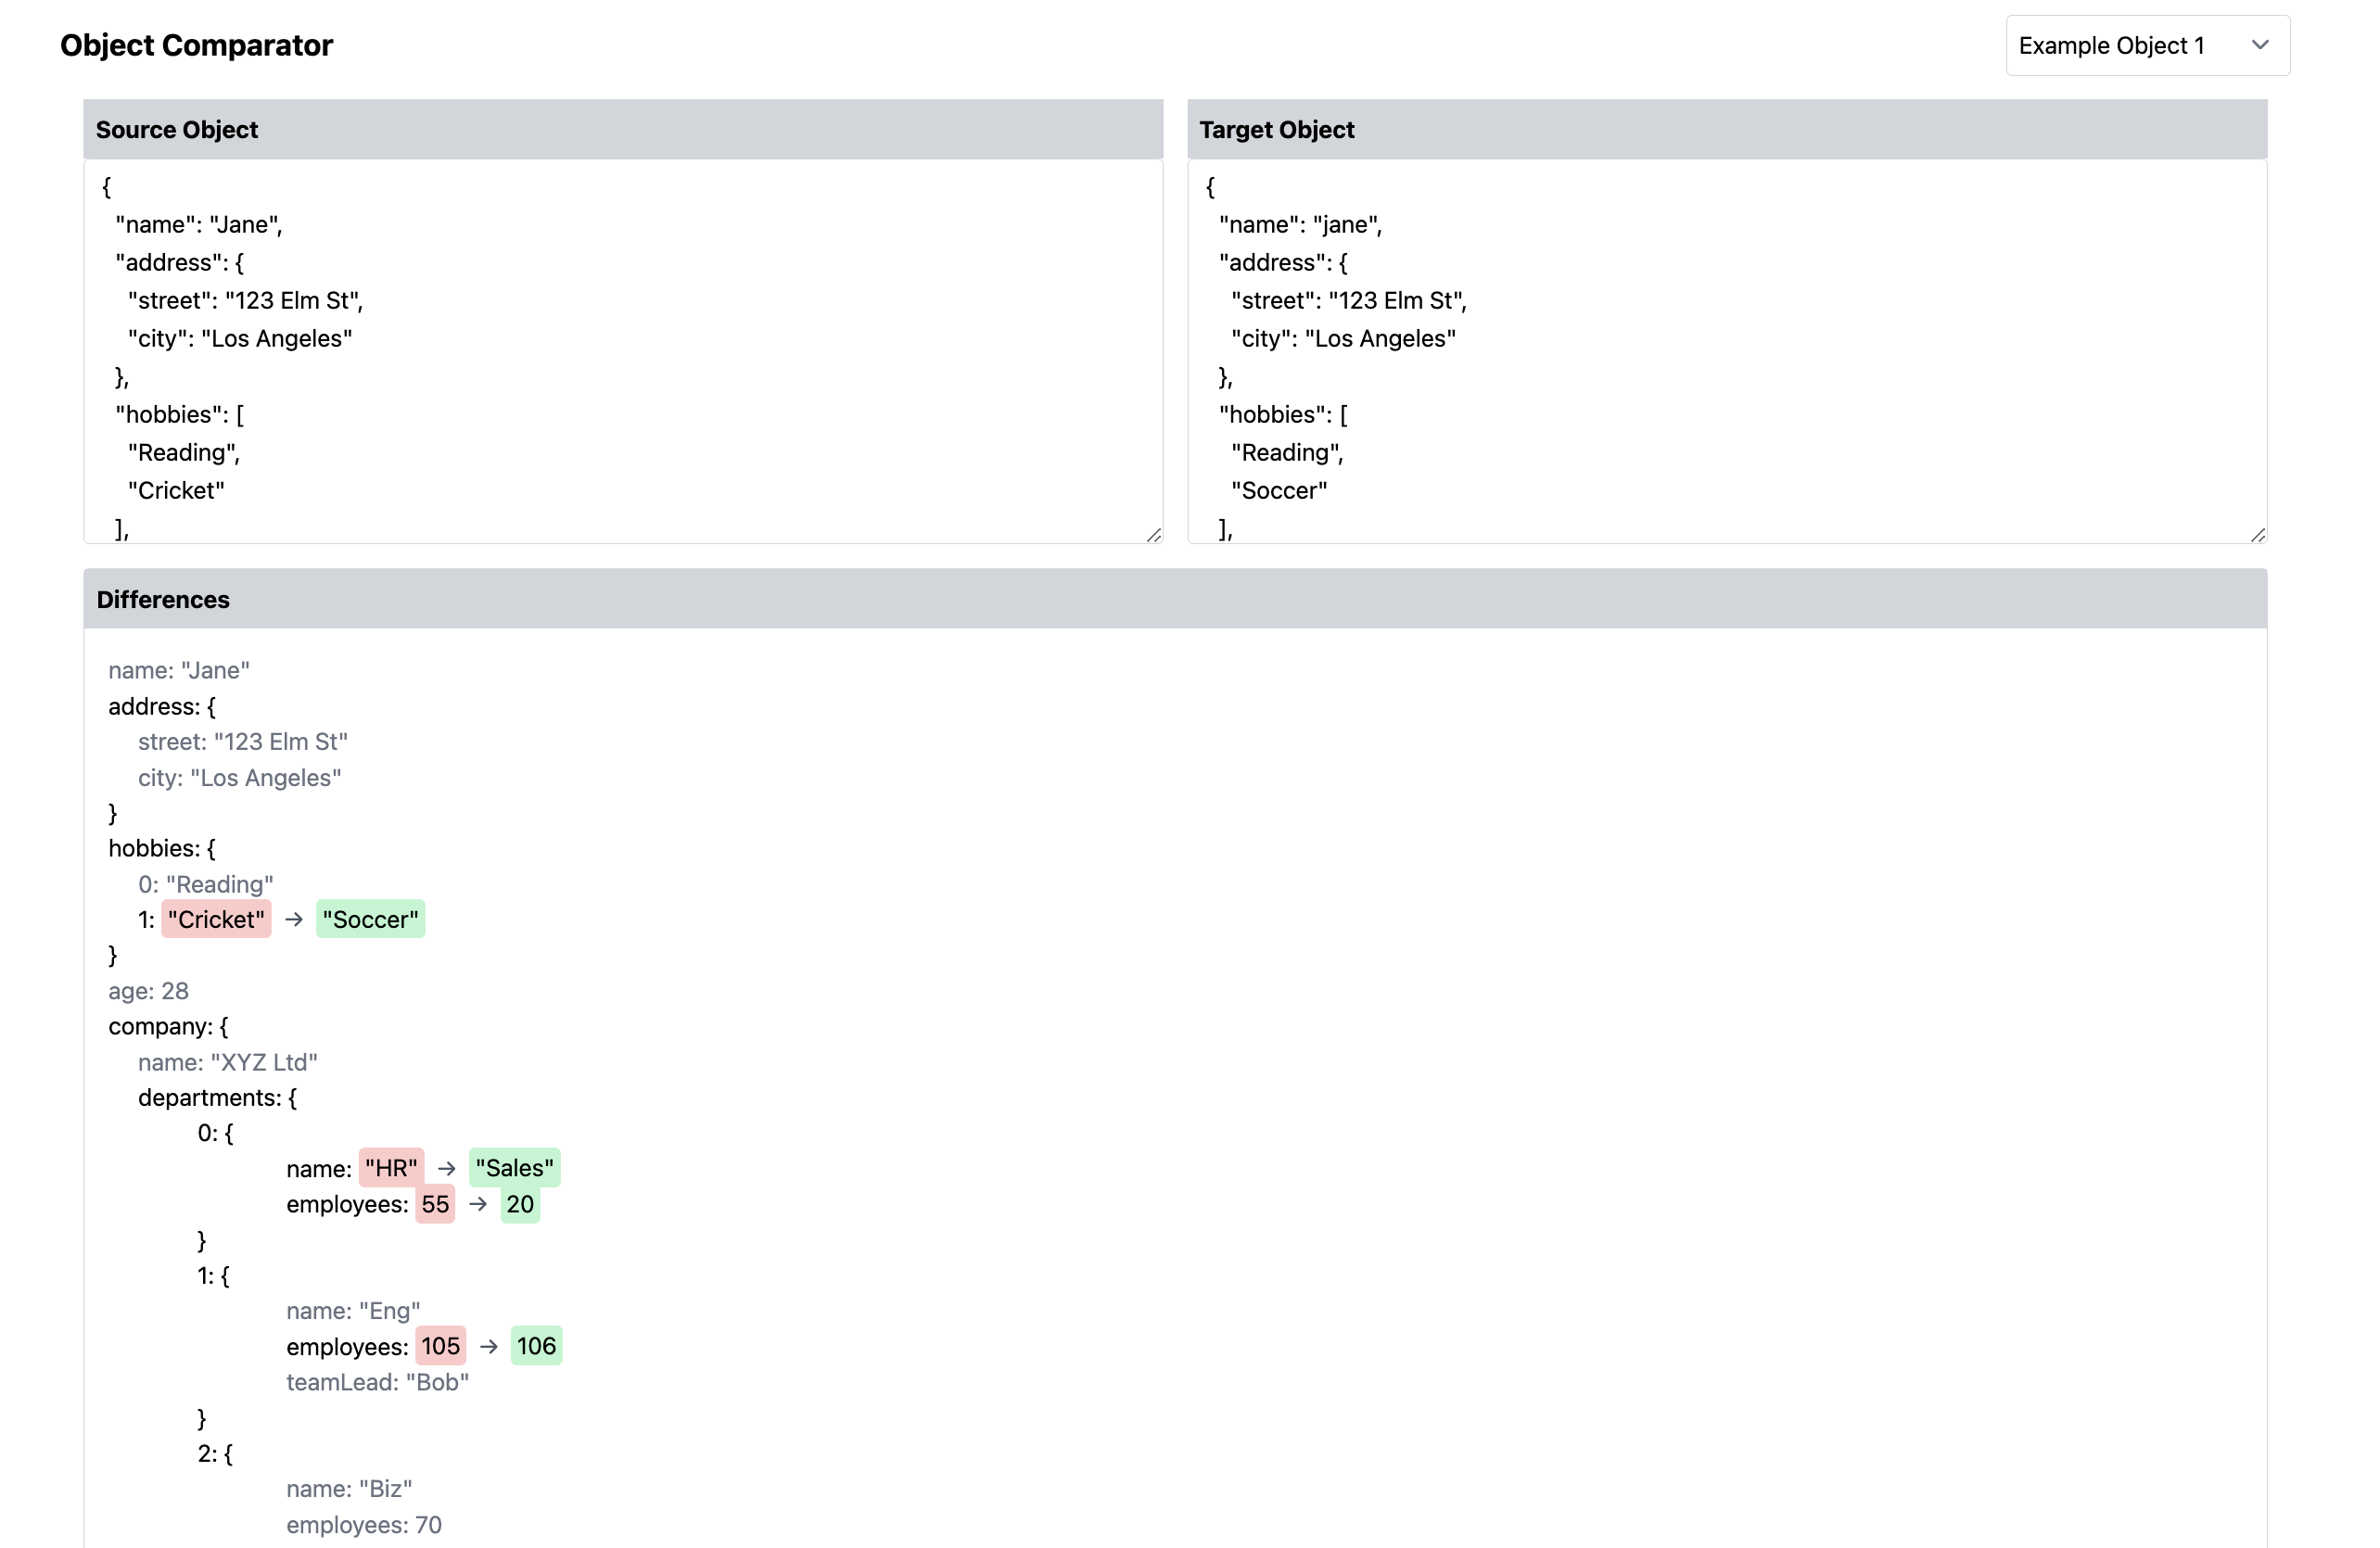 Object Comparator
Example Object 1
Source Object
{
"name": "Jane",
"address": {
"street": "123 Elm St",
"city": "Los Angeles"
},
"hobbies": [
"Reading",
"Cricket"
],
Target Object
{
"name": "jane",
"address": {
"street": "123 Elm St",
"city": "Los Angeles"
},
"hobbies": [
"Reading",
"Soccer"
],
Differences
name: "Jane"
address: {
street: "123 Elm St"
city: "Los Angeles"
}
hobbies: {
0: "Reading"
1: "Cricket" → "Soccer"
}
age: 28
company: {
name: "XYZ Ltd"
departments: {
0: {
name: "HR" → "Sales"
employees: 55 → 20
}
1: {
name: "Eng"
employees: 105 → 106
teamLead: "Bob"
}
2: {
name: "Biz"
employees: 70